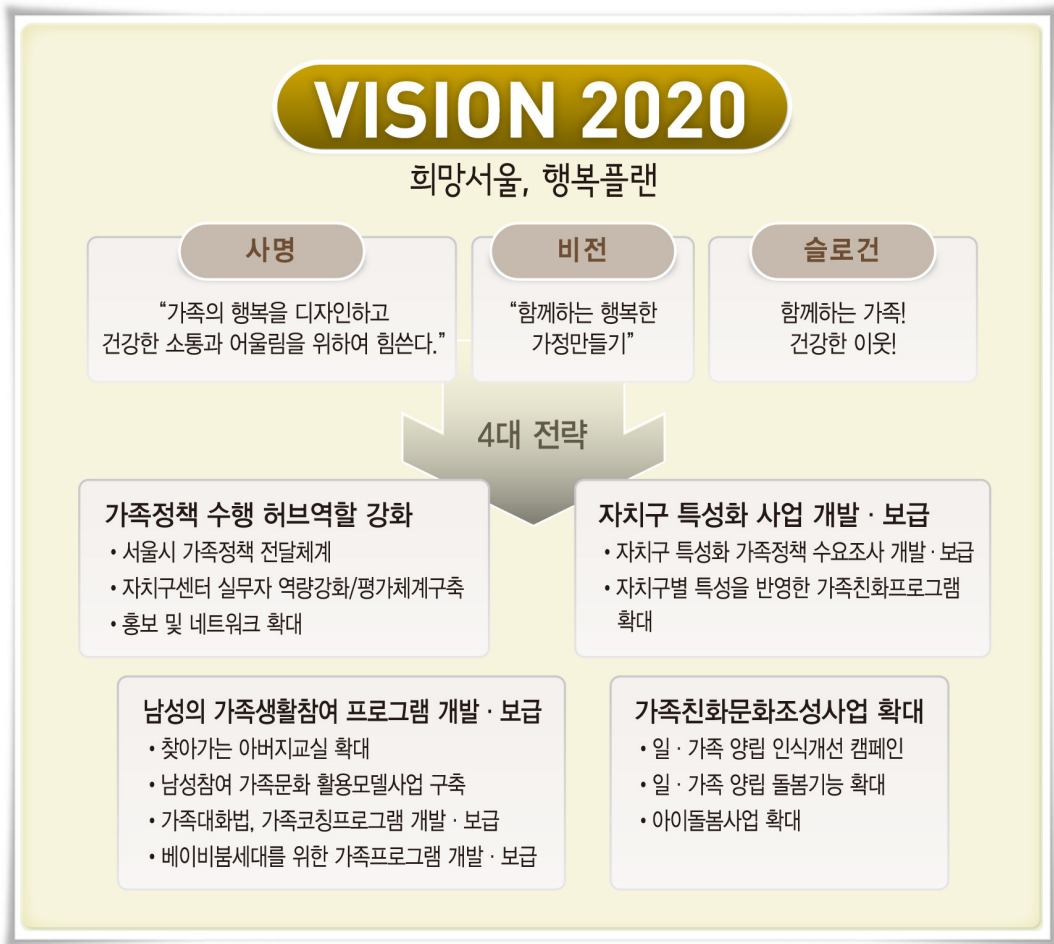 VISION 2020
희망서울, 행복플랜
사명
“가족의 행복을 디자인하고
건강한 소통과 어울림을 위하여 힘쓴다.”
비전
“함께하는 행복한
가정만들기”
슬로건
함께하는 가족!
건강한 이웃!
4대 전략
가족정책 수행 허브역할 강화
• 서울시 가족정책 전달체계
• 자치구센터 실무자 역량강화/평가체계구축
• 홍보 및 네트워크 확대
자치구 특성화 사업 개발 · 보급
• 자치구 특성화 가족정책 수요조사 개발 · 보급
• 자치구별 특성을 반영한 가족친화프로그램
확대
남성의 가족생활참여 프로그램 개발 · 보급
• 찾아가는 아버지교실 확대
• 남성참여 가족문화 활용모델사업 구축
• 가족대화법, 가족코칭프로그램 개발 · 보급
• 베이비붐세대를 위한 가족프로그램 개발 · 보급
가족친화문화조성사업 확대
• 일 · 가족 양립 인식개선 캠페인
• 일 · 가족 양립 돌봄기능 확대
• 아이돌봄사업 확대